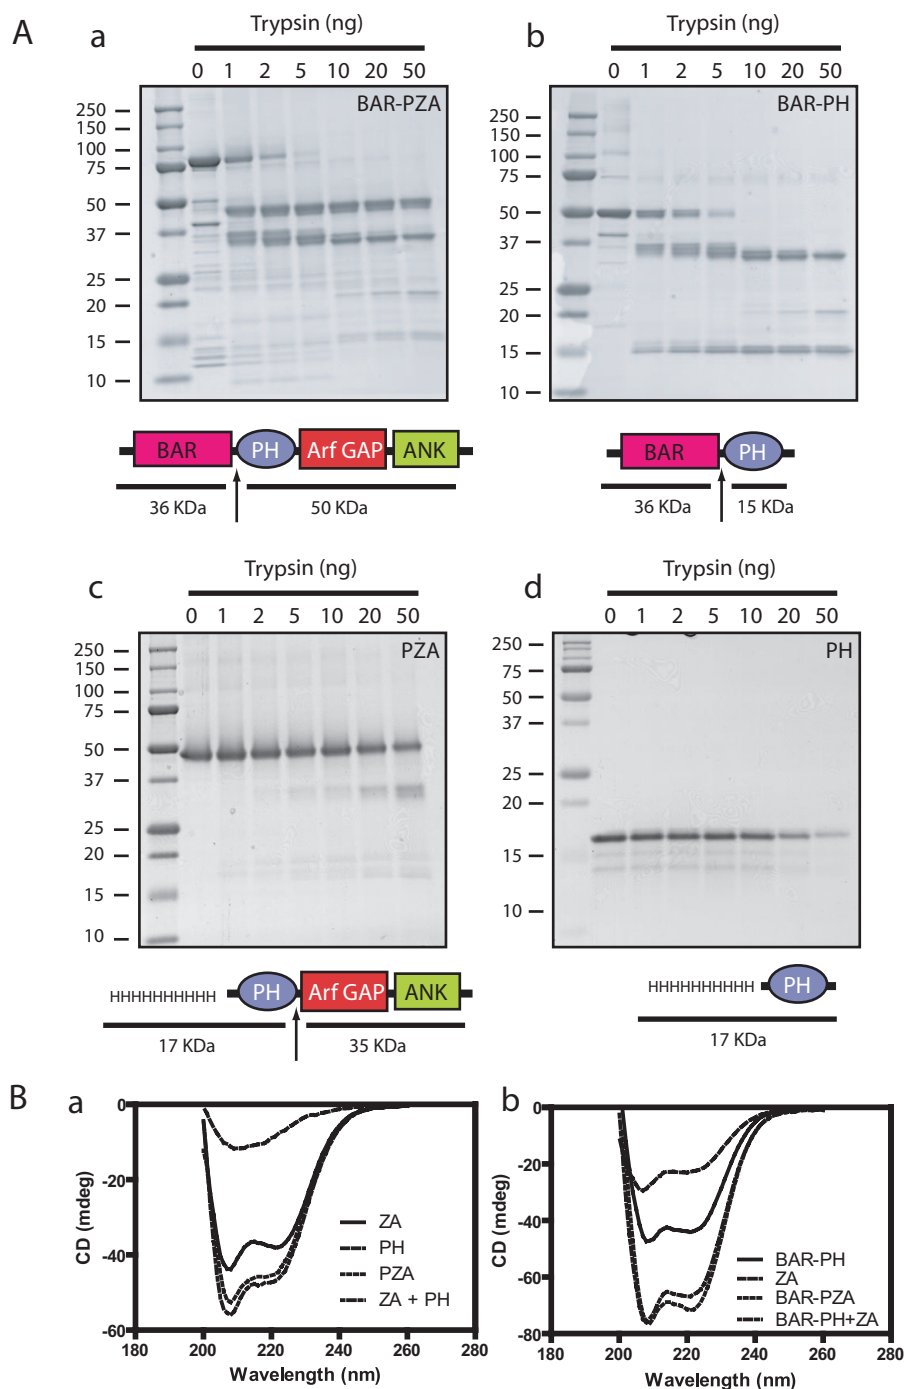 A
a
Trypsin (ng)
0 1 2 5 10 20 50
BAR-PZA
250
150
100
75
50
37
25
20
15
10
BAR PH Arf GAP ANK
36 KDa 50 KDa
b
Trypsin (ng)
0 1 2 5 10 20 50
BAR-PH
250
150
100
75
50
37
25
20
15
10
BAR PH
36 KDa 15 KDa
c
Trypsin (ng)
0 1 2 5 10 20 50
PZA
250
150
100
75
50
37
25
20
15
10
HHHHHHHHHH PH Arf GAP ANK
17 KDa 35 KDa
d
Trypsin (ng)
0 1 2 5 10 20 50
PH
250
75
50
37
25
20
15
10
HHHHHHHHHH PH
17 KDa
B
a
0
-20
-40
-60
CD (mdeg)
ZA
PH
PZA
ZA + PH
180 200 220 240 260 280
Wavelength (nm)
b
0
-20
-40
-60
-80
CD (mdeg)
BAR-PH
ZA
BAR-PZA
BAR-PH+ZA
180 200 220 240 260 280
Wavelength (nm)